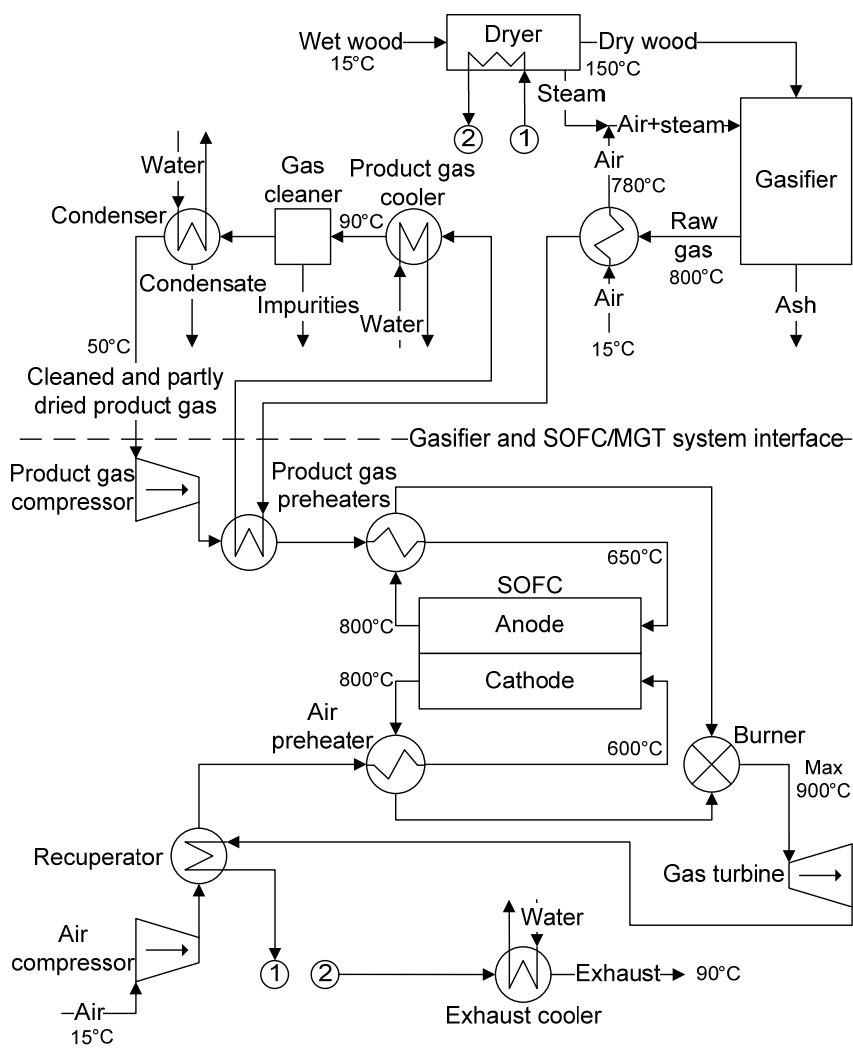 Dryer
Wet wood
15°C
Dry wood
150°C
Steam
2
1
Air+steam
Air
780°C
Gasifier
Water
Gas
cleaner
Product gas
cooler
Condenser
90°C
Raw
gas
800°C
Condensate
Impurities
Water
Air
15°C
Ash
50°C
Cleaned and partly
dried product gas
Gasifier and SOFC/MGT system interface
Product gas
compressor
Product gas
preheaters
650°C
SOFC
800°C
Anode
800°C
Cathode
Air
preheater
600°C
Burner
Max
900°C
Recuperator
Gas turbine
Air
compressor
Water
1
2
Exhaust
90°C
Air
15°C
Exhaust cooler